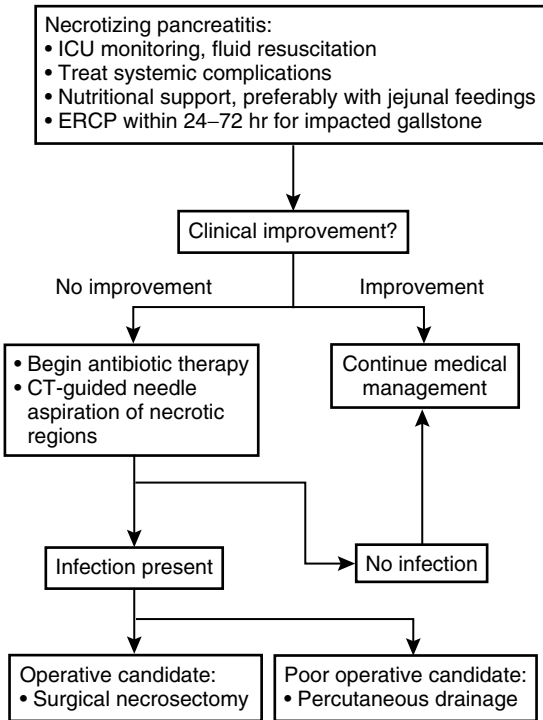 Necrotizing pancreatitis:
• ICU monitoring, fluid resuscitation
• Treat systemic complications
• Nutritional support, preferably with jejunal feedings
• ERCP within 24–72 hr for impacted gallstone
Clinical improvement?
No improvement
Improvement
• Begin antibiotic therapy
• CT-guided needle
aspiration of necrotic
regions
Continue medical
management
Infection present
No infection
Operative candidate:
• Surgical necrosectomy
Poor operative candidate:
• Percutaneous drainage